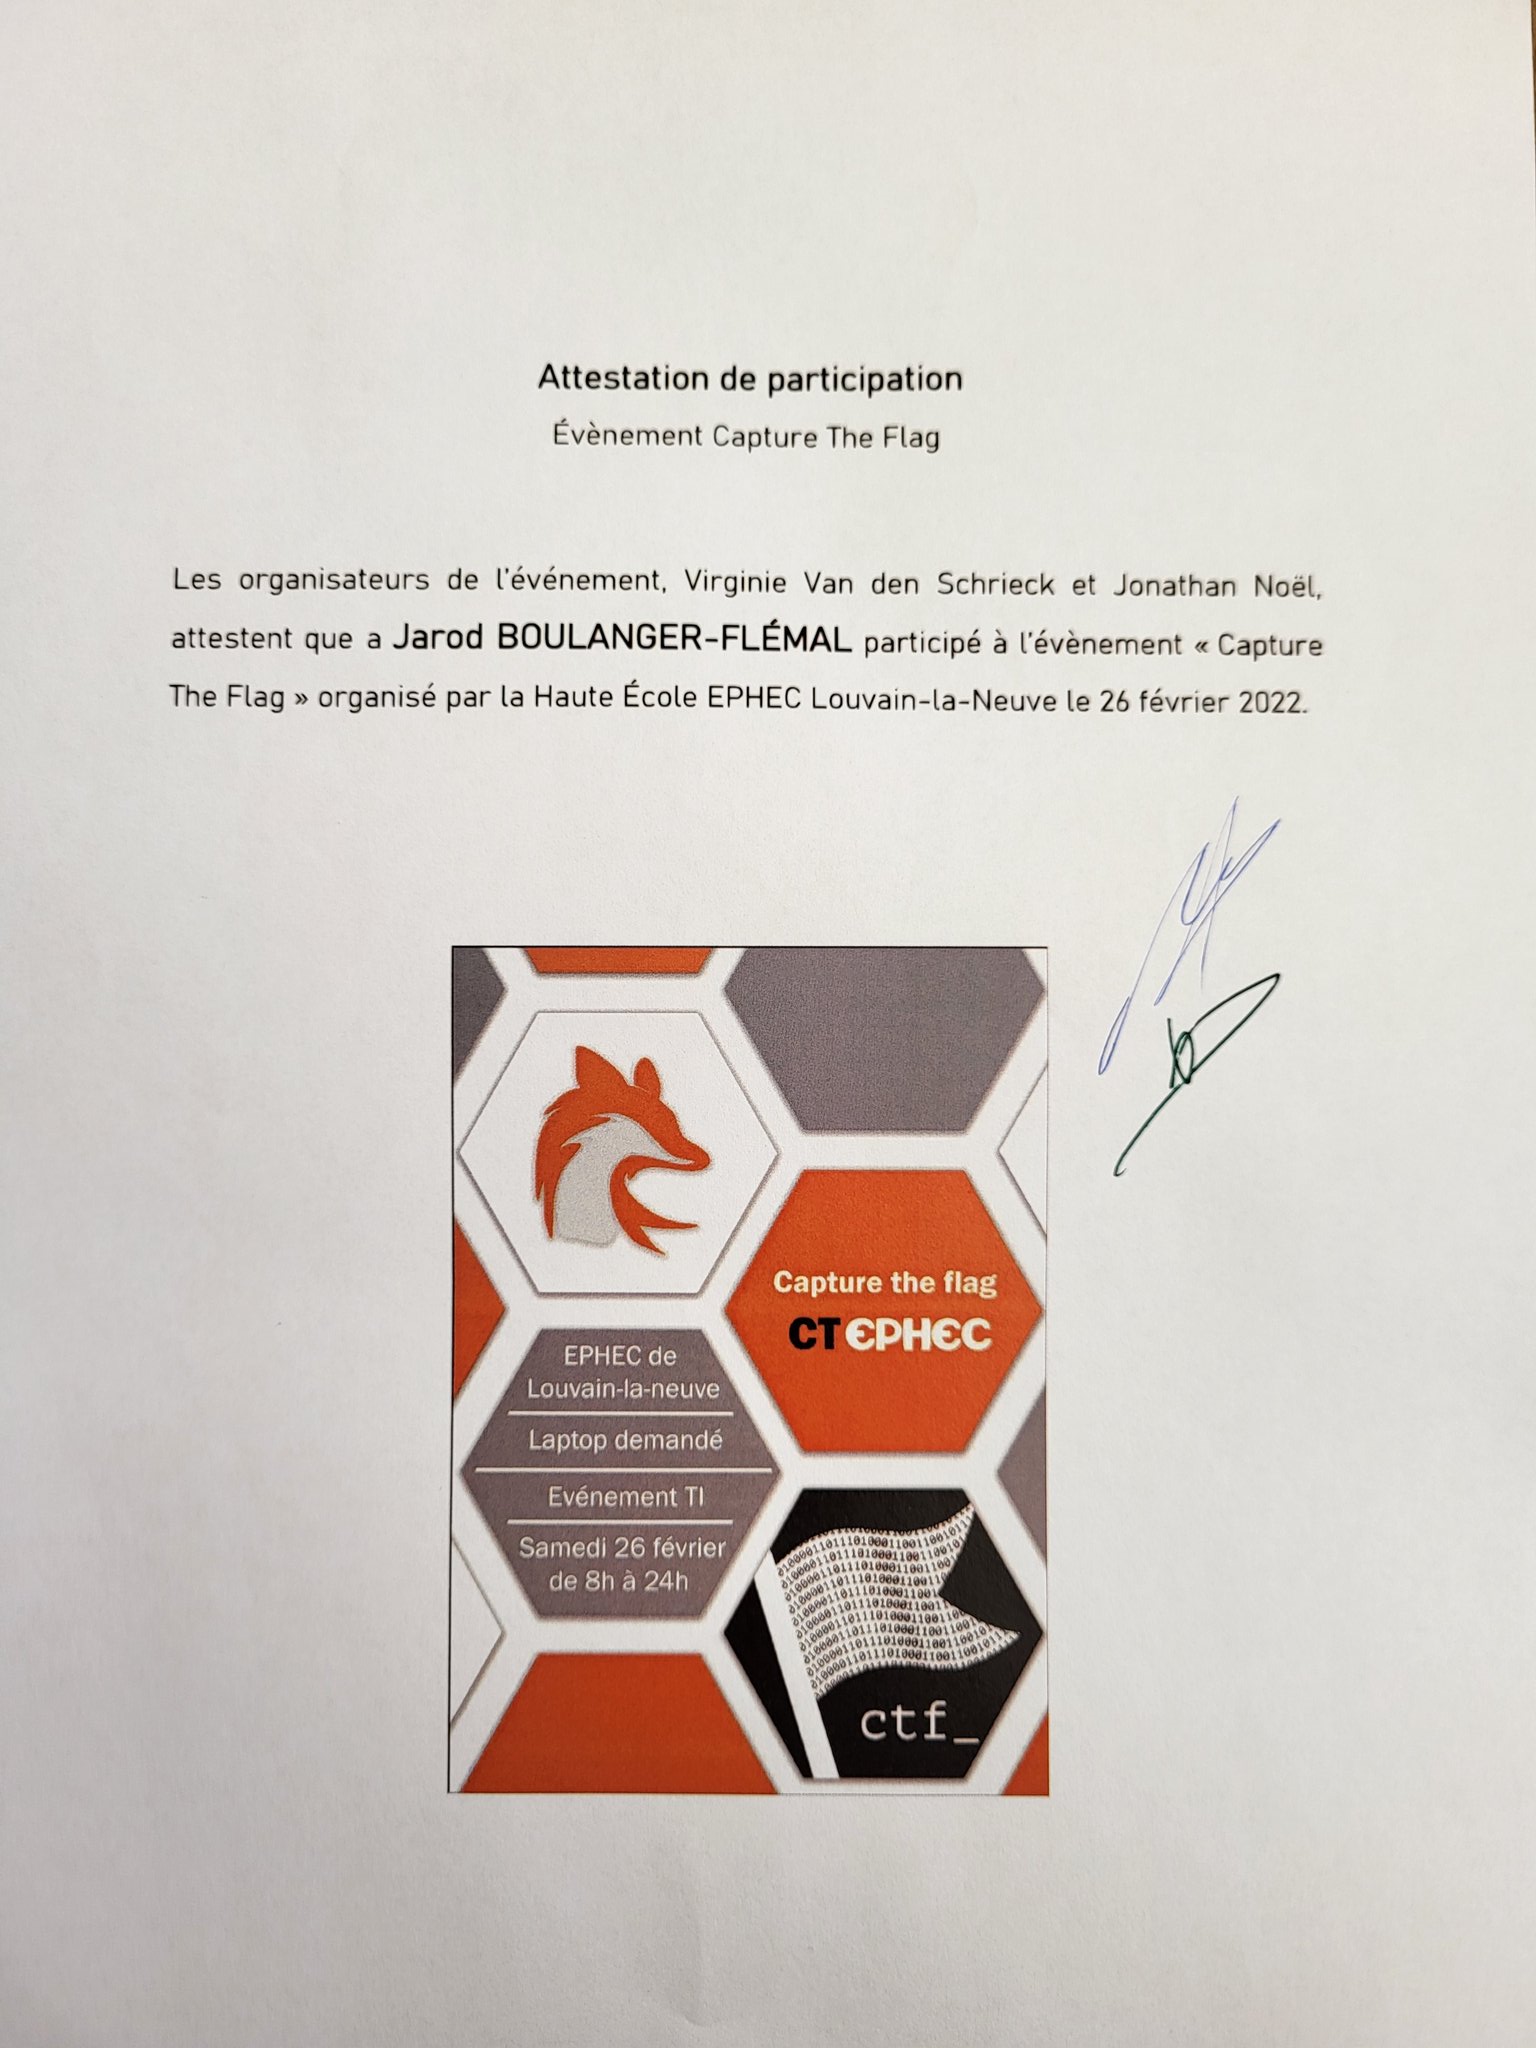 Attestation de participation
Évènement Capture The Flag
Les organisateurs de l'événement, Virginie Van den Schrieck et Jonathan Noël,
attestent que a Jarod BOULANGER-FLÉMAL participé à l'évènement « Capture
The Flag » organisé par la Haute École EPHEC Louvain-la-Neuve le 26 février 2022.
Capture the flag
CTEPHEC
EPHEC de
Louvain-la-neuve
Laptop demandé
Evénement TI
Samedi 26 février
de 8h à 24h
ctf_